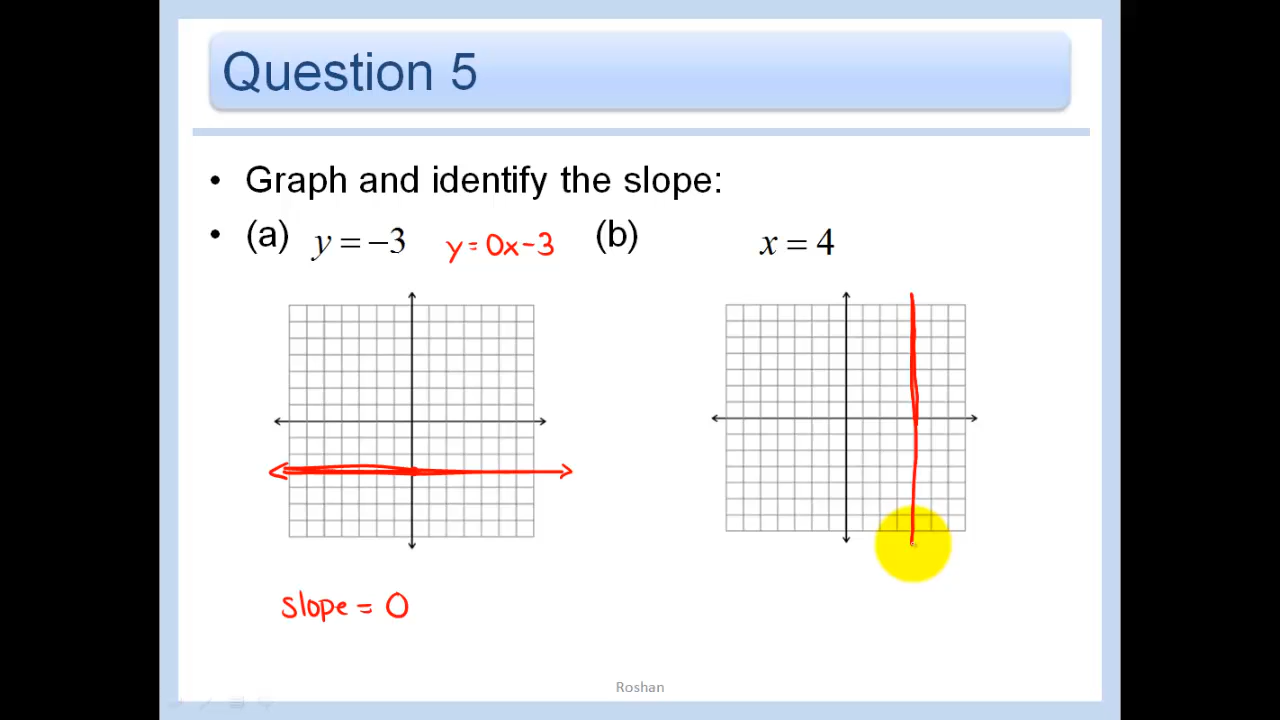 Question 5
• Graph and identify the slope:
• (a) y = −3 y = 0x − 3 (b) x = 4
slope = 0
Roshan